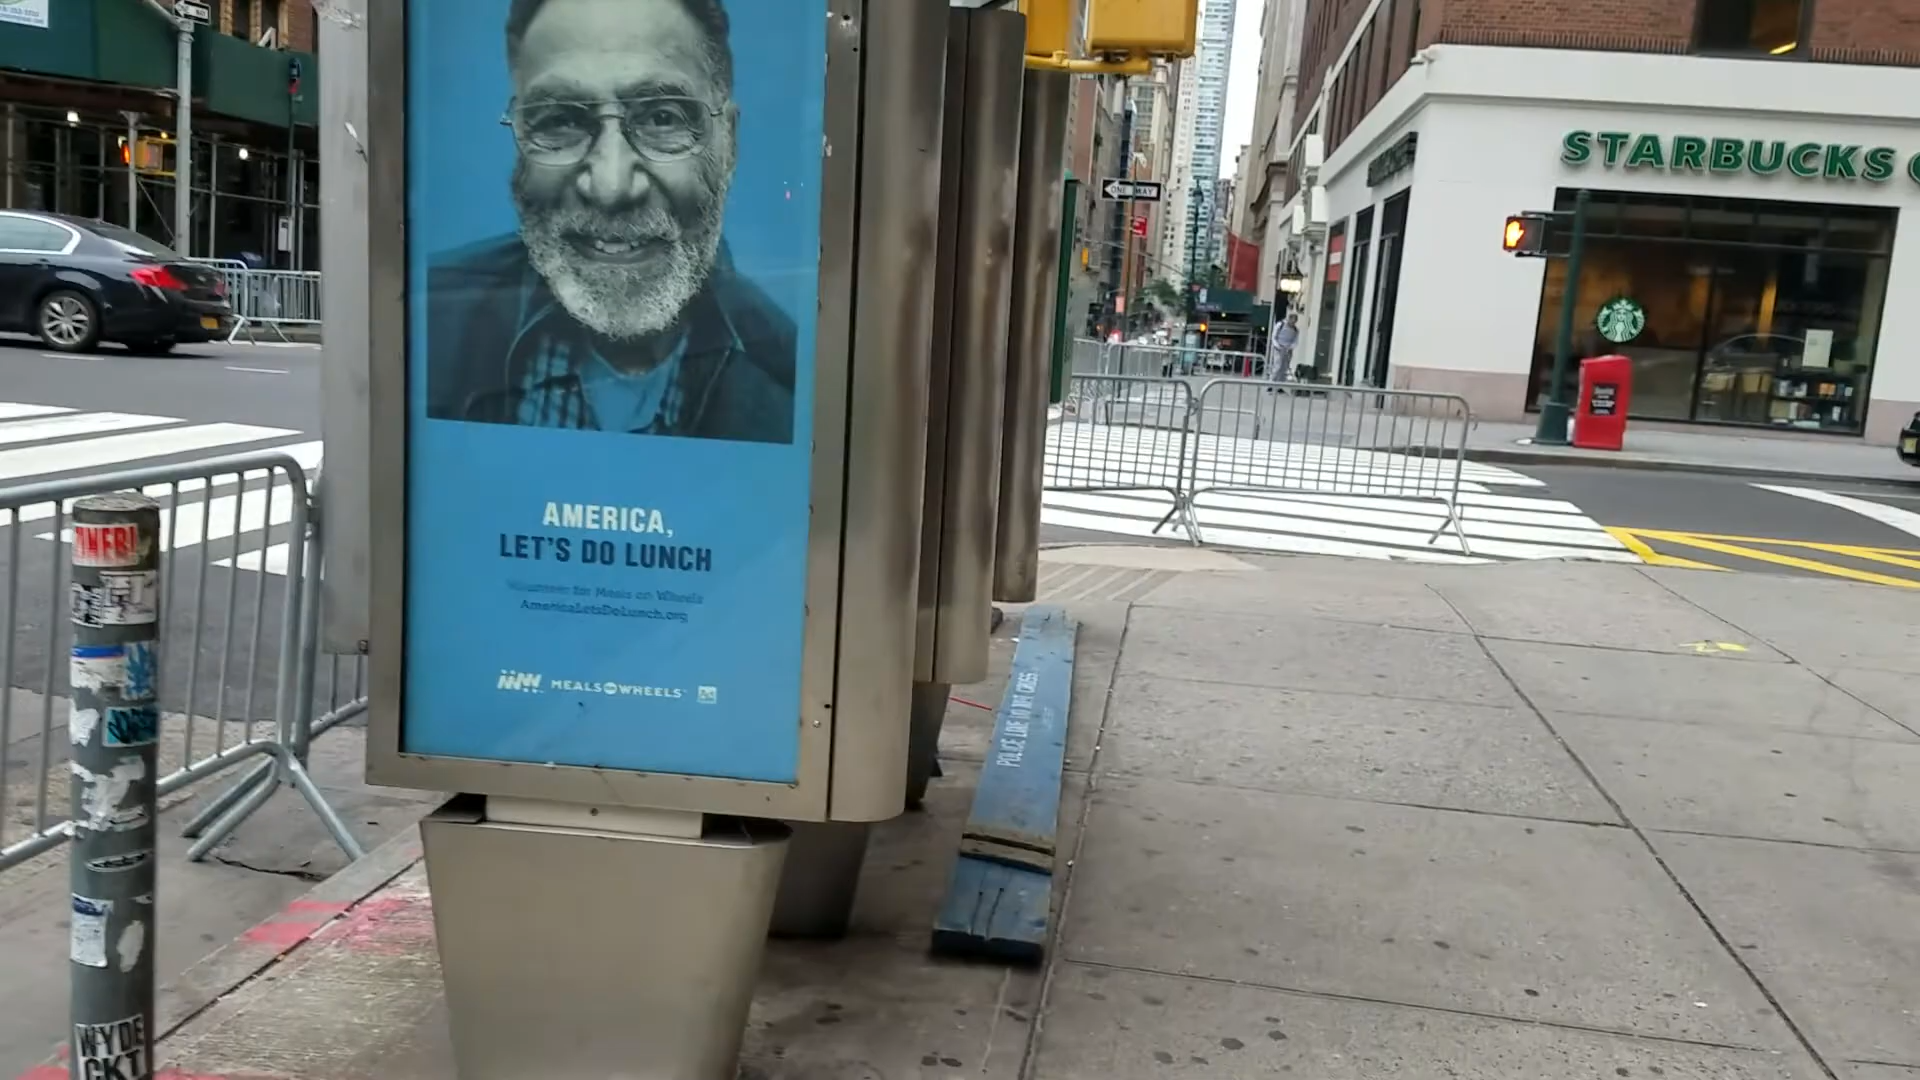 STARBUCKS
ONE WAY
AMERICA,
LET'S DO LUNCH
Volunteer for Meals on Wheels
AmericaLetsDoLunch.org
MEALS ON WHEELS
POLICE LINE DO NOT CROSS
WYDE
CKT